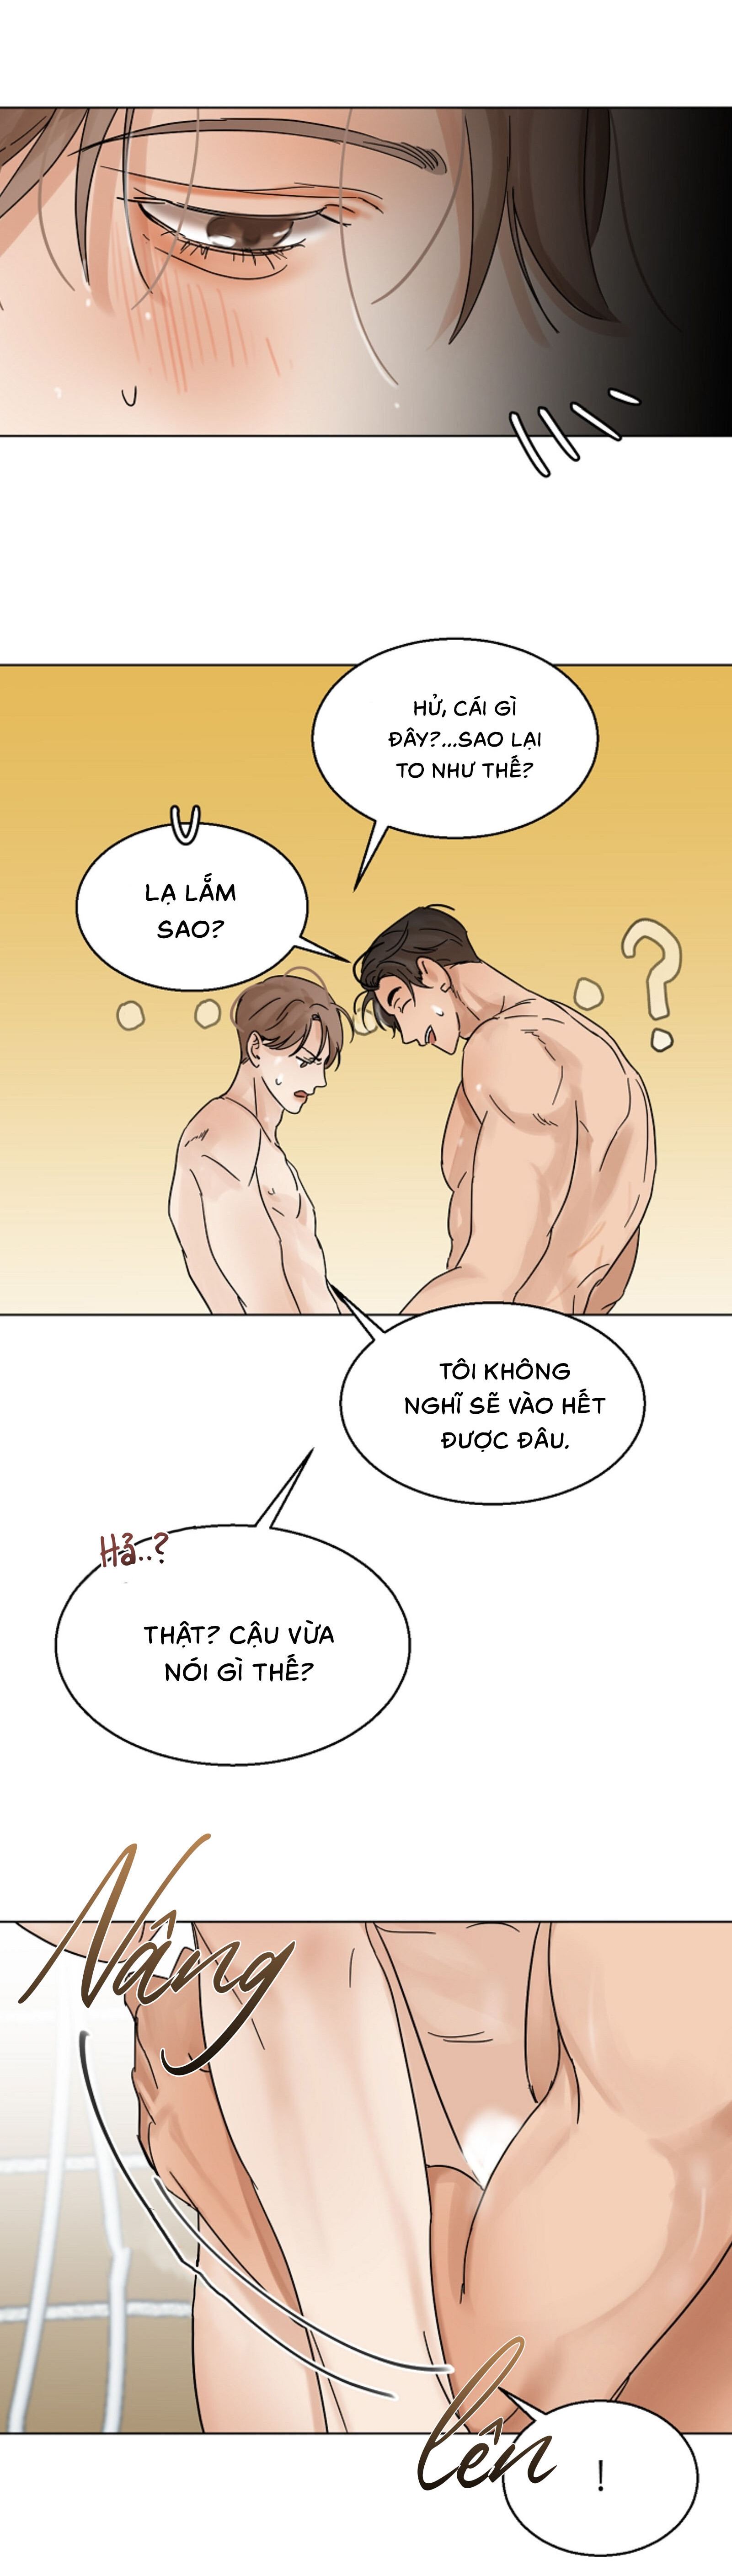 HỬ, CÁI GÌ
ĐÂY?...SAO LẠI
TO NHƯ THẾ?
LẠ LẮM
SAO?
?
TÔI KHÔNG
NGHĨ SẼ VÀO HẾT
ĐƯỢC ĐÂU.
Hả..?
THẬT? CẬU VỪA
NÓI GÌ THẾ?
Nâng
lên
!